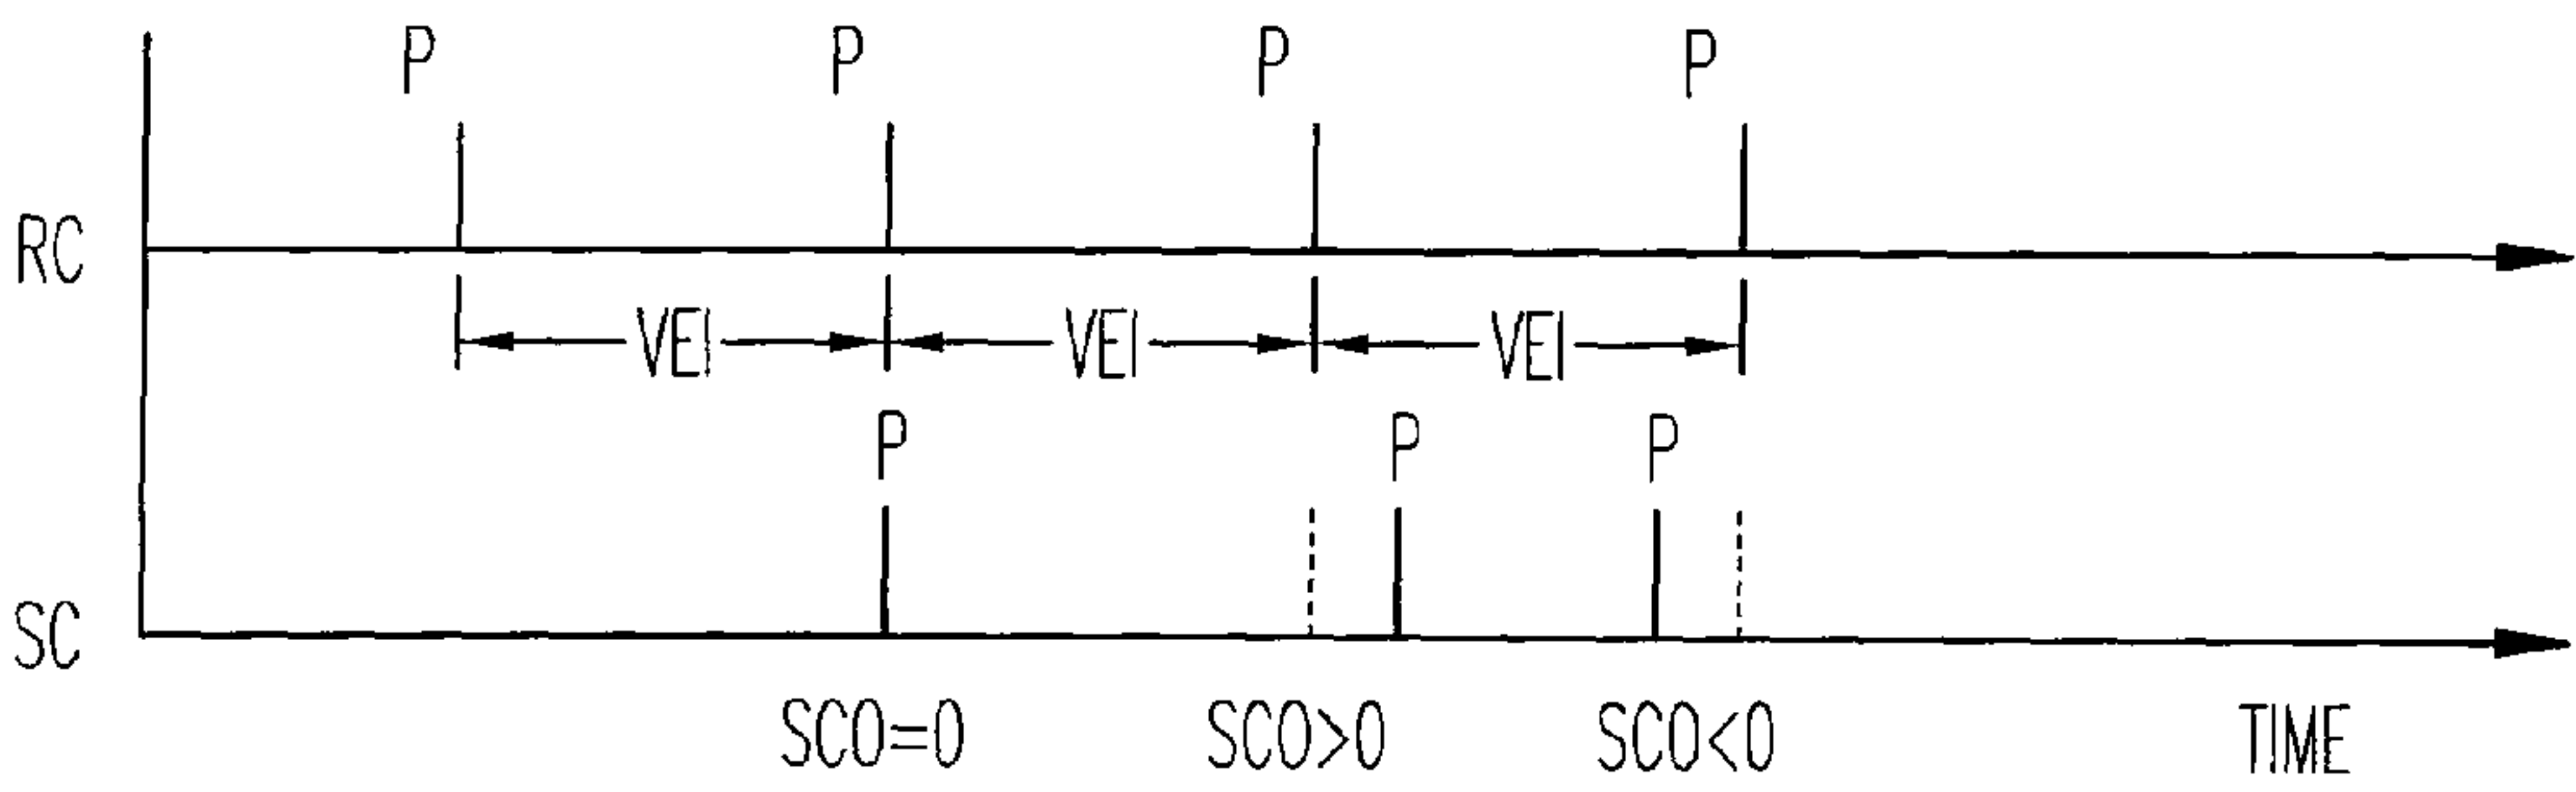 P P P P
RC
VEI VEI VEI
P P P
SC
SCO=0 SCO>0 SCO<0 TIME